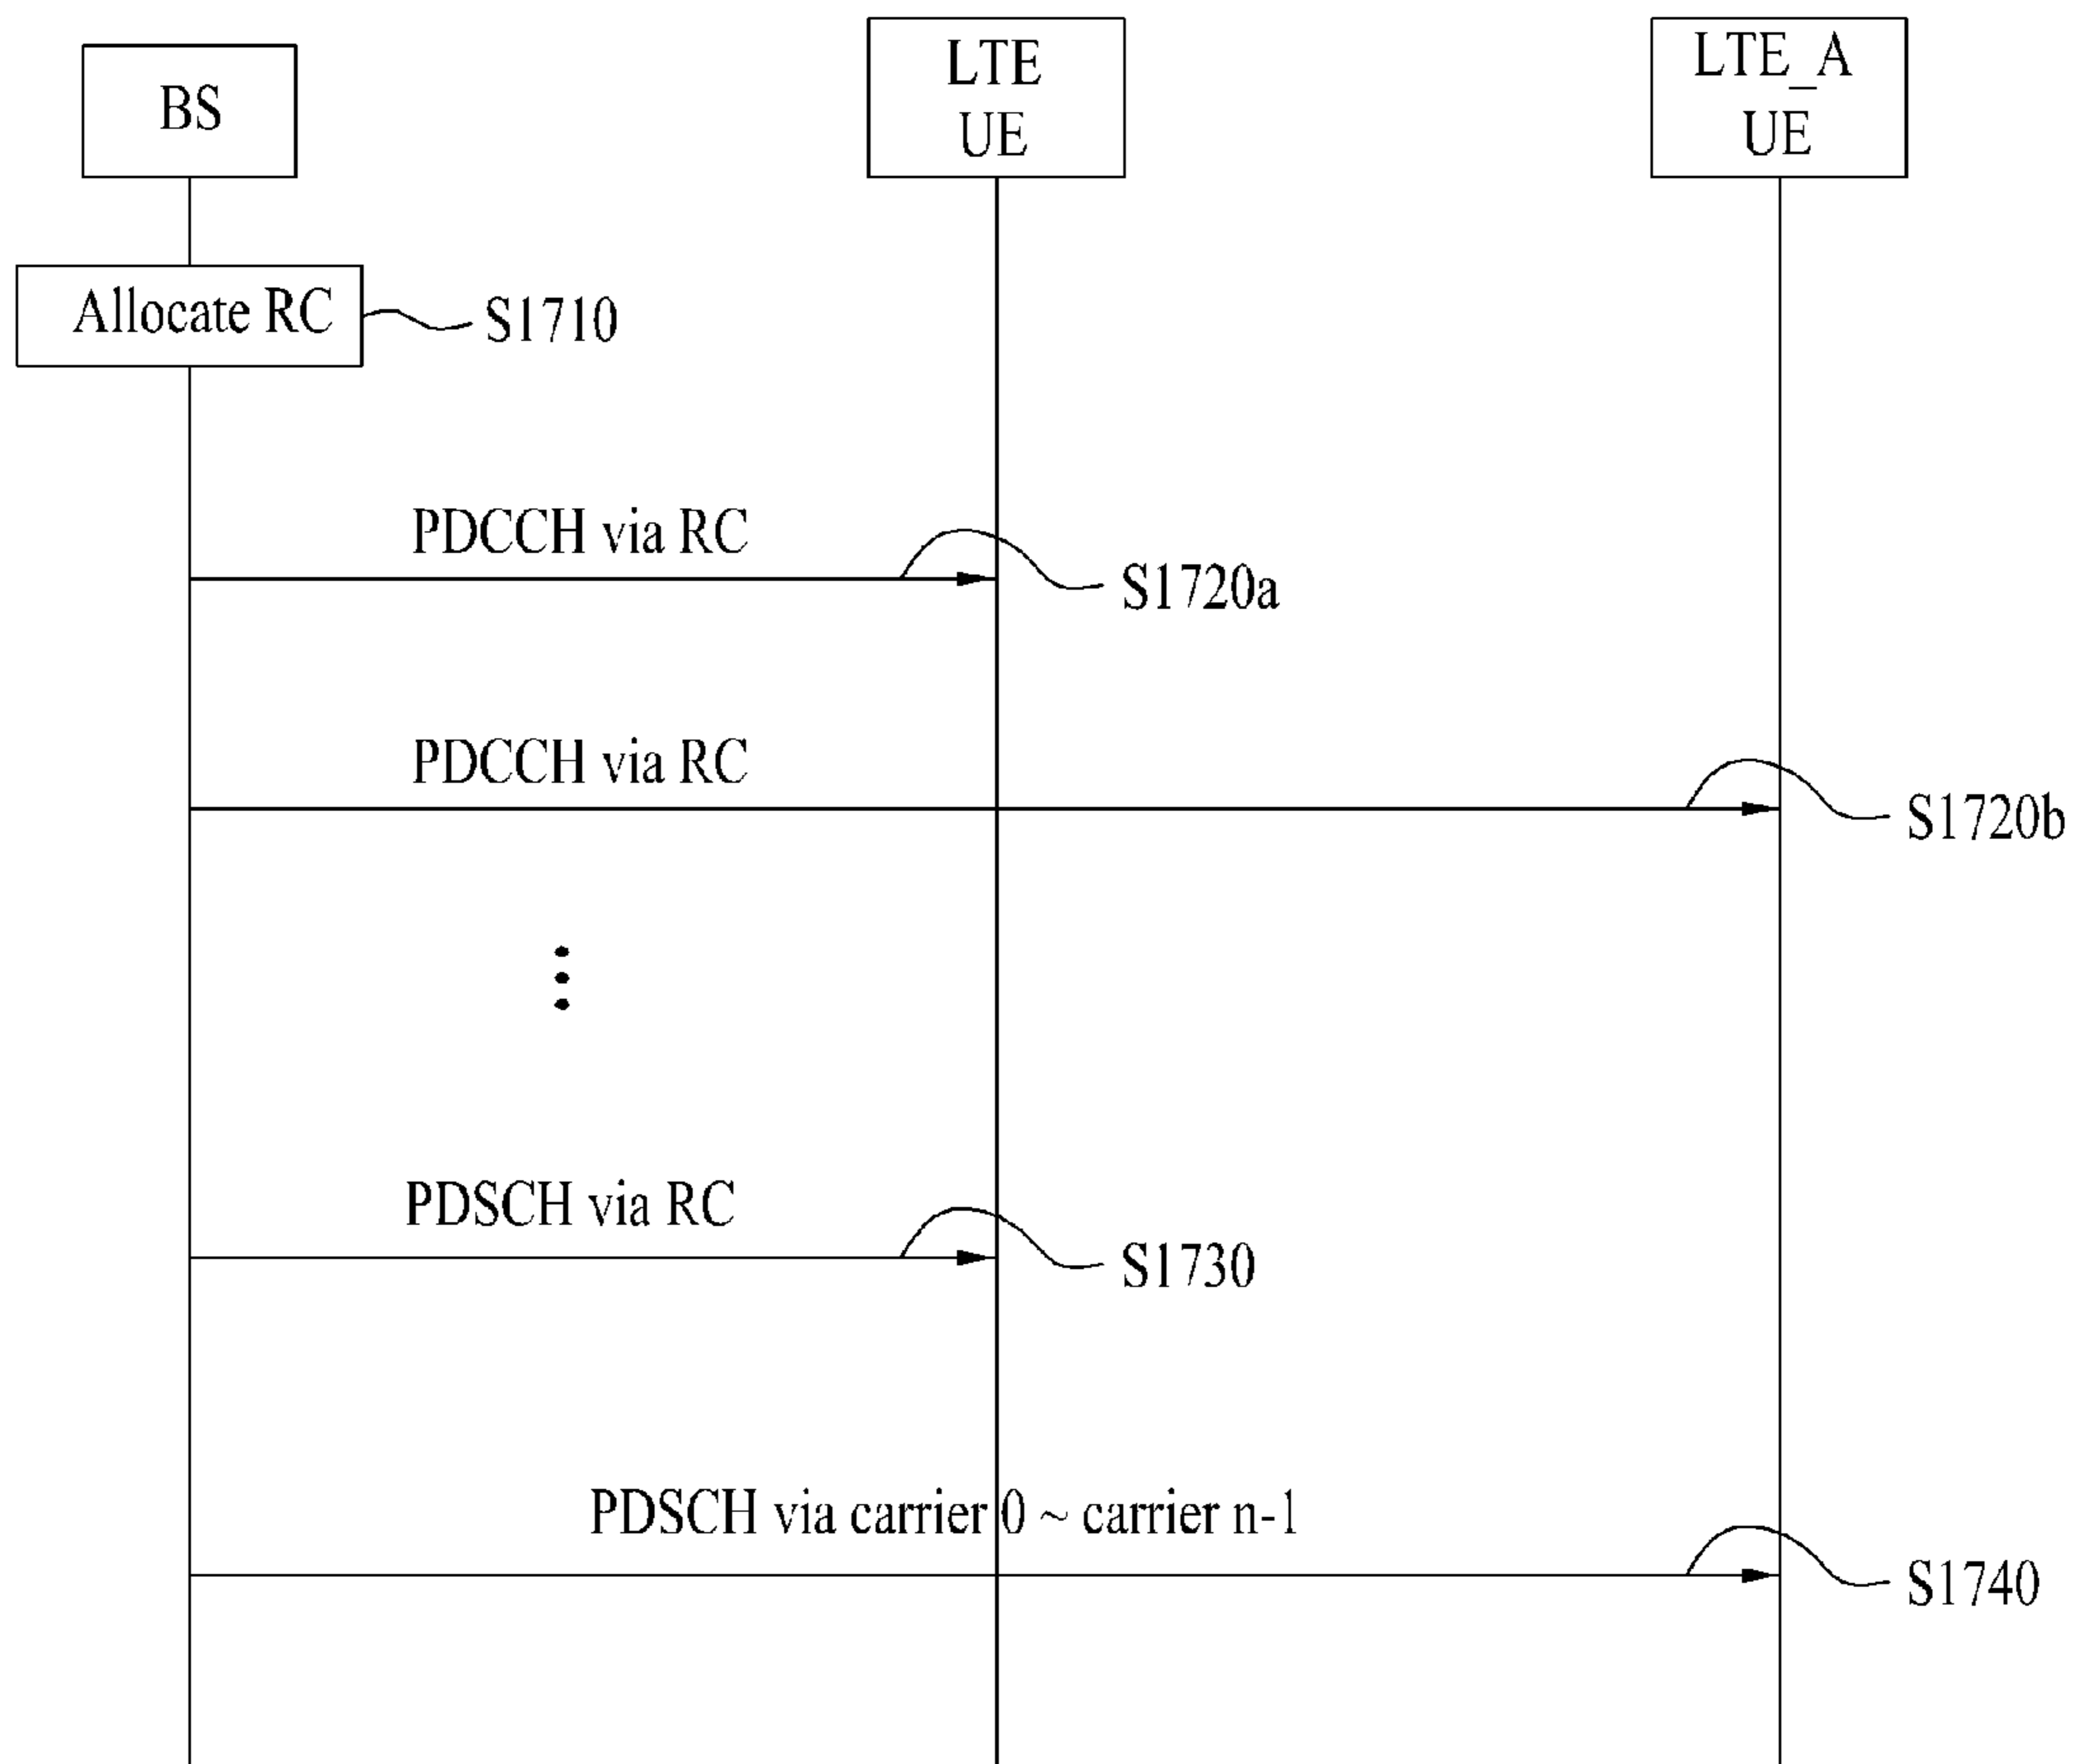 BS
LTE
UE
LTE_A
UE
Allocate RC
S1710
PDCCH via RC
S1720a
PDCCH via RC
S1720b
PDSCH via RC
S1730
PDSCH via carrier 0 ~ carrier n-1
S1740